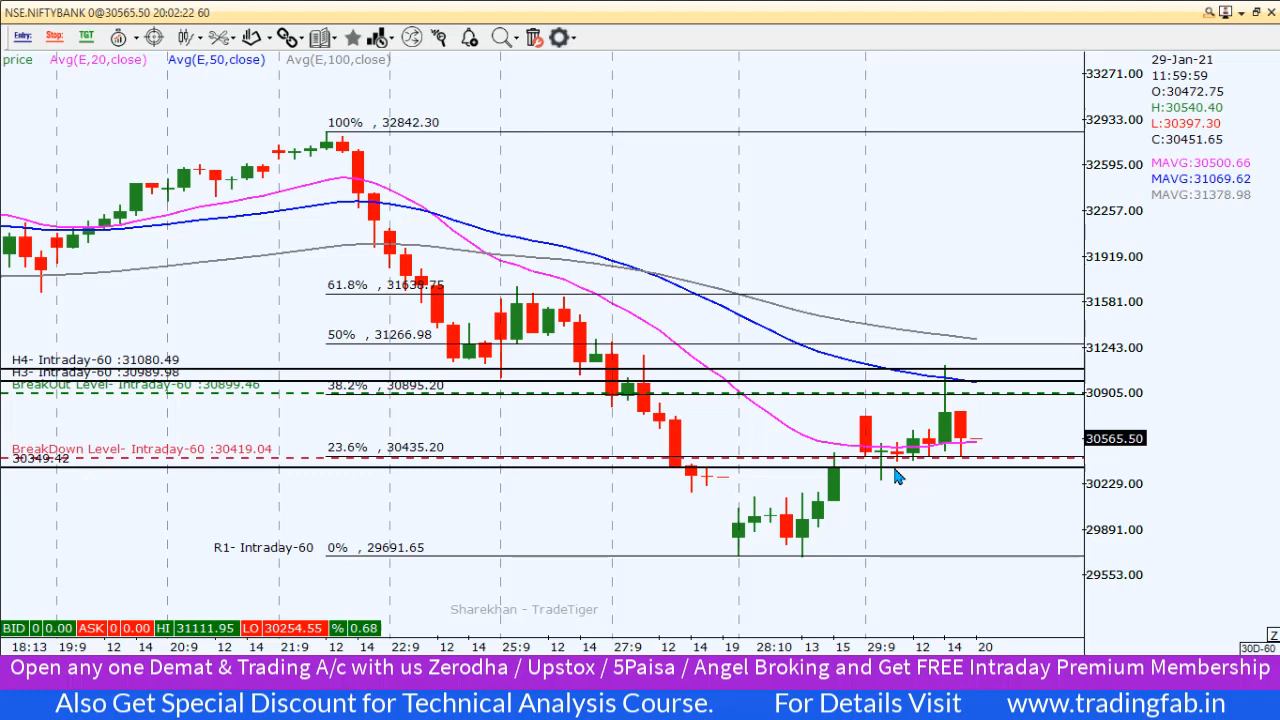 NSE.NIFTYBANK 0@30565.50 20:02:22 60
Entry: Stop: TGT
price Avg(E,20,close) Avg(E,50,close) Avg(E,100,close)
29-Jan-21
11:59:59
O:30472.75
H:30540.40
L:30397.30
C:30451.65
MAVG:30500.66
MAVG:31069.62
MAVG:31378.98
33271.00
32933.00
32595.00
32257.00
31919.00
31581.00
31243.00
30905.00
30565.50
30229.00
29891.00
29553.00
100% , 32842.30
61.8% , 31638.75
50% , 31266.98
H4- Intraday-60 :31080.49
H3- Intraday-60 :30989.98
BreakOut Level- Intraday-60 :30899.46
38.2% , 30895.20
23.6% , 30435.20
BreakDown Level- Intraday-60 :30419.04
30349.42
R1- Intraday-60 0% , 29691.65
Sharekhan - TradeTiger
BID 0 0.00 ASK 0 0.00 HI 31111.95 LO 30254.55 % 0.68
Z
18:13 19:9 12 14 20:9 12 14 21:9 12 14 22:9 12 14 25:9 12 14 27:9 12 14 19 28:10 13 15 29:9 12 14 20
30D-60
Open any one Demat & Trading A/c with us Zerodha / Upstox / 5Paisa / Angel Broking and Get FREE Intraday Premium Membership
Also Get Special Discount for Technical Analysis Course. For Details Visit www.tradingfab.in